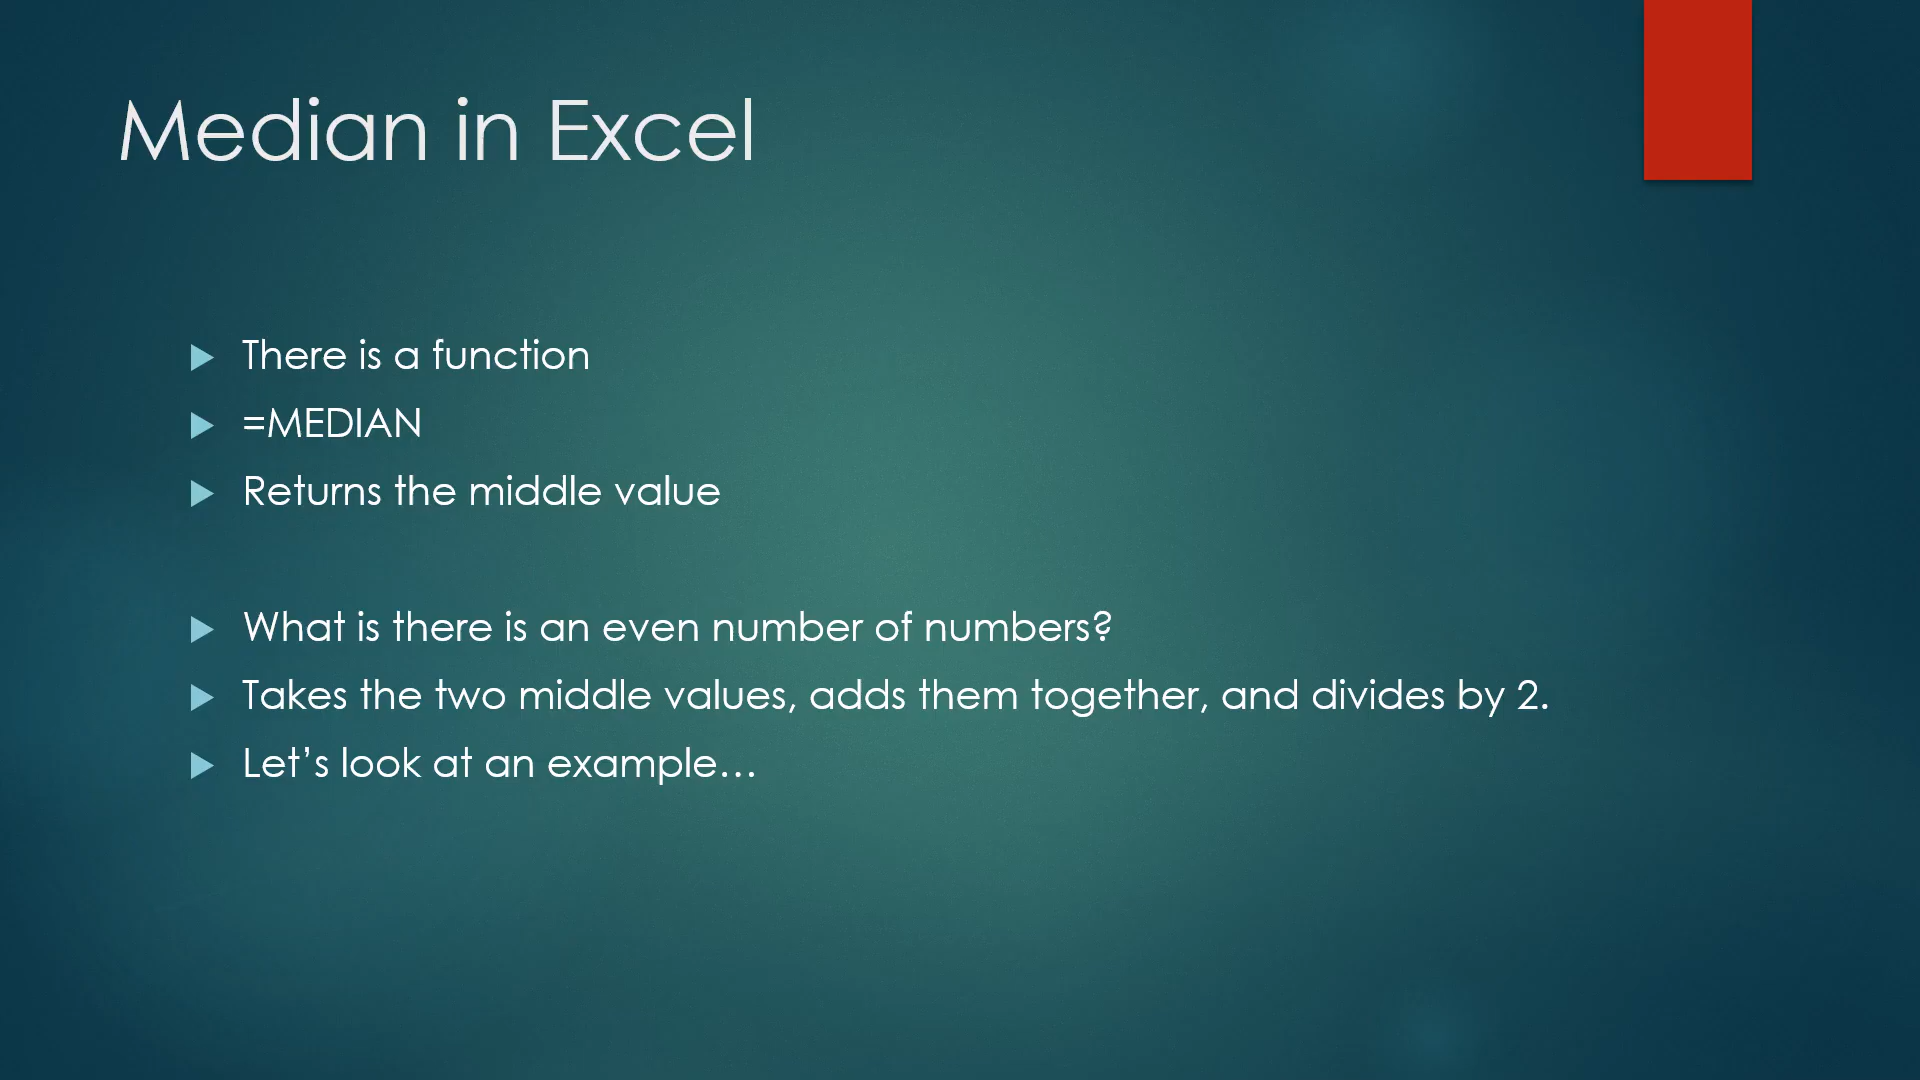 Median in Excel
There is a function
=MEDIAN
Returns the middle value
What is there is an even number of numbers?
Takes the two middle values, adds them together, and divides by 2.
Let’s look at an example…